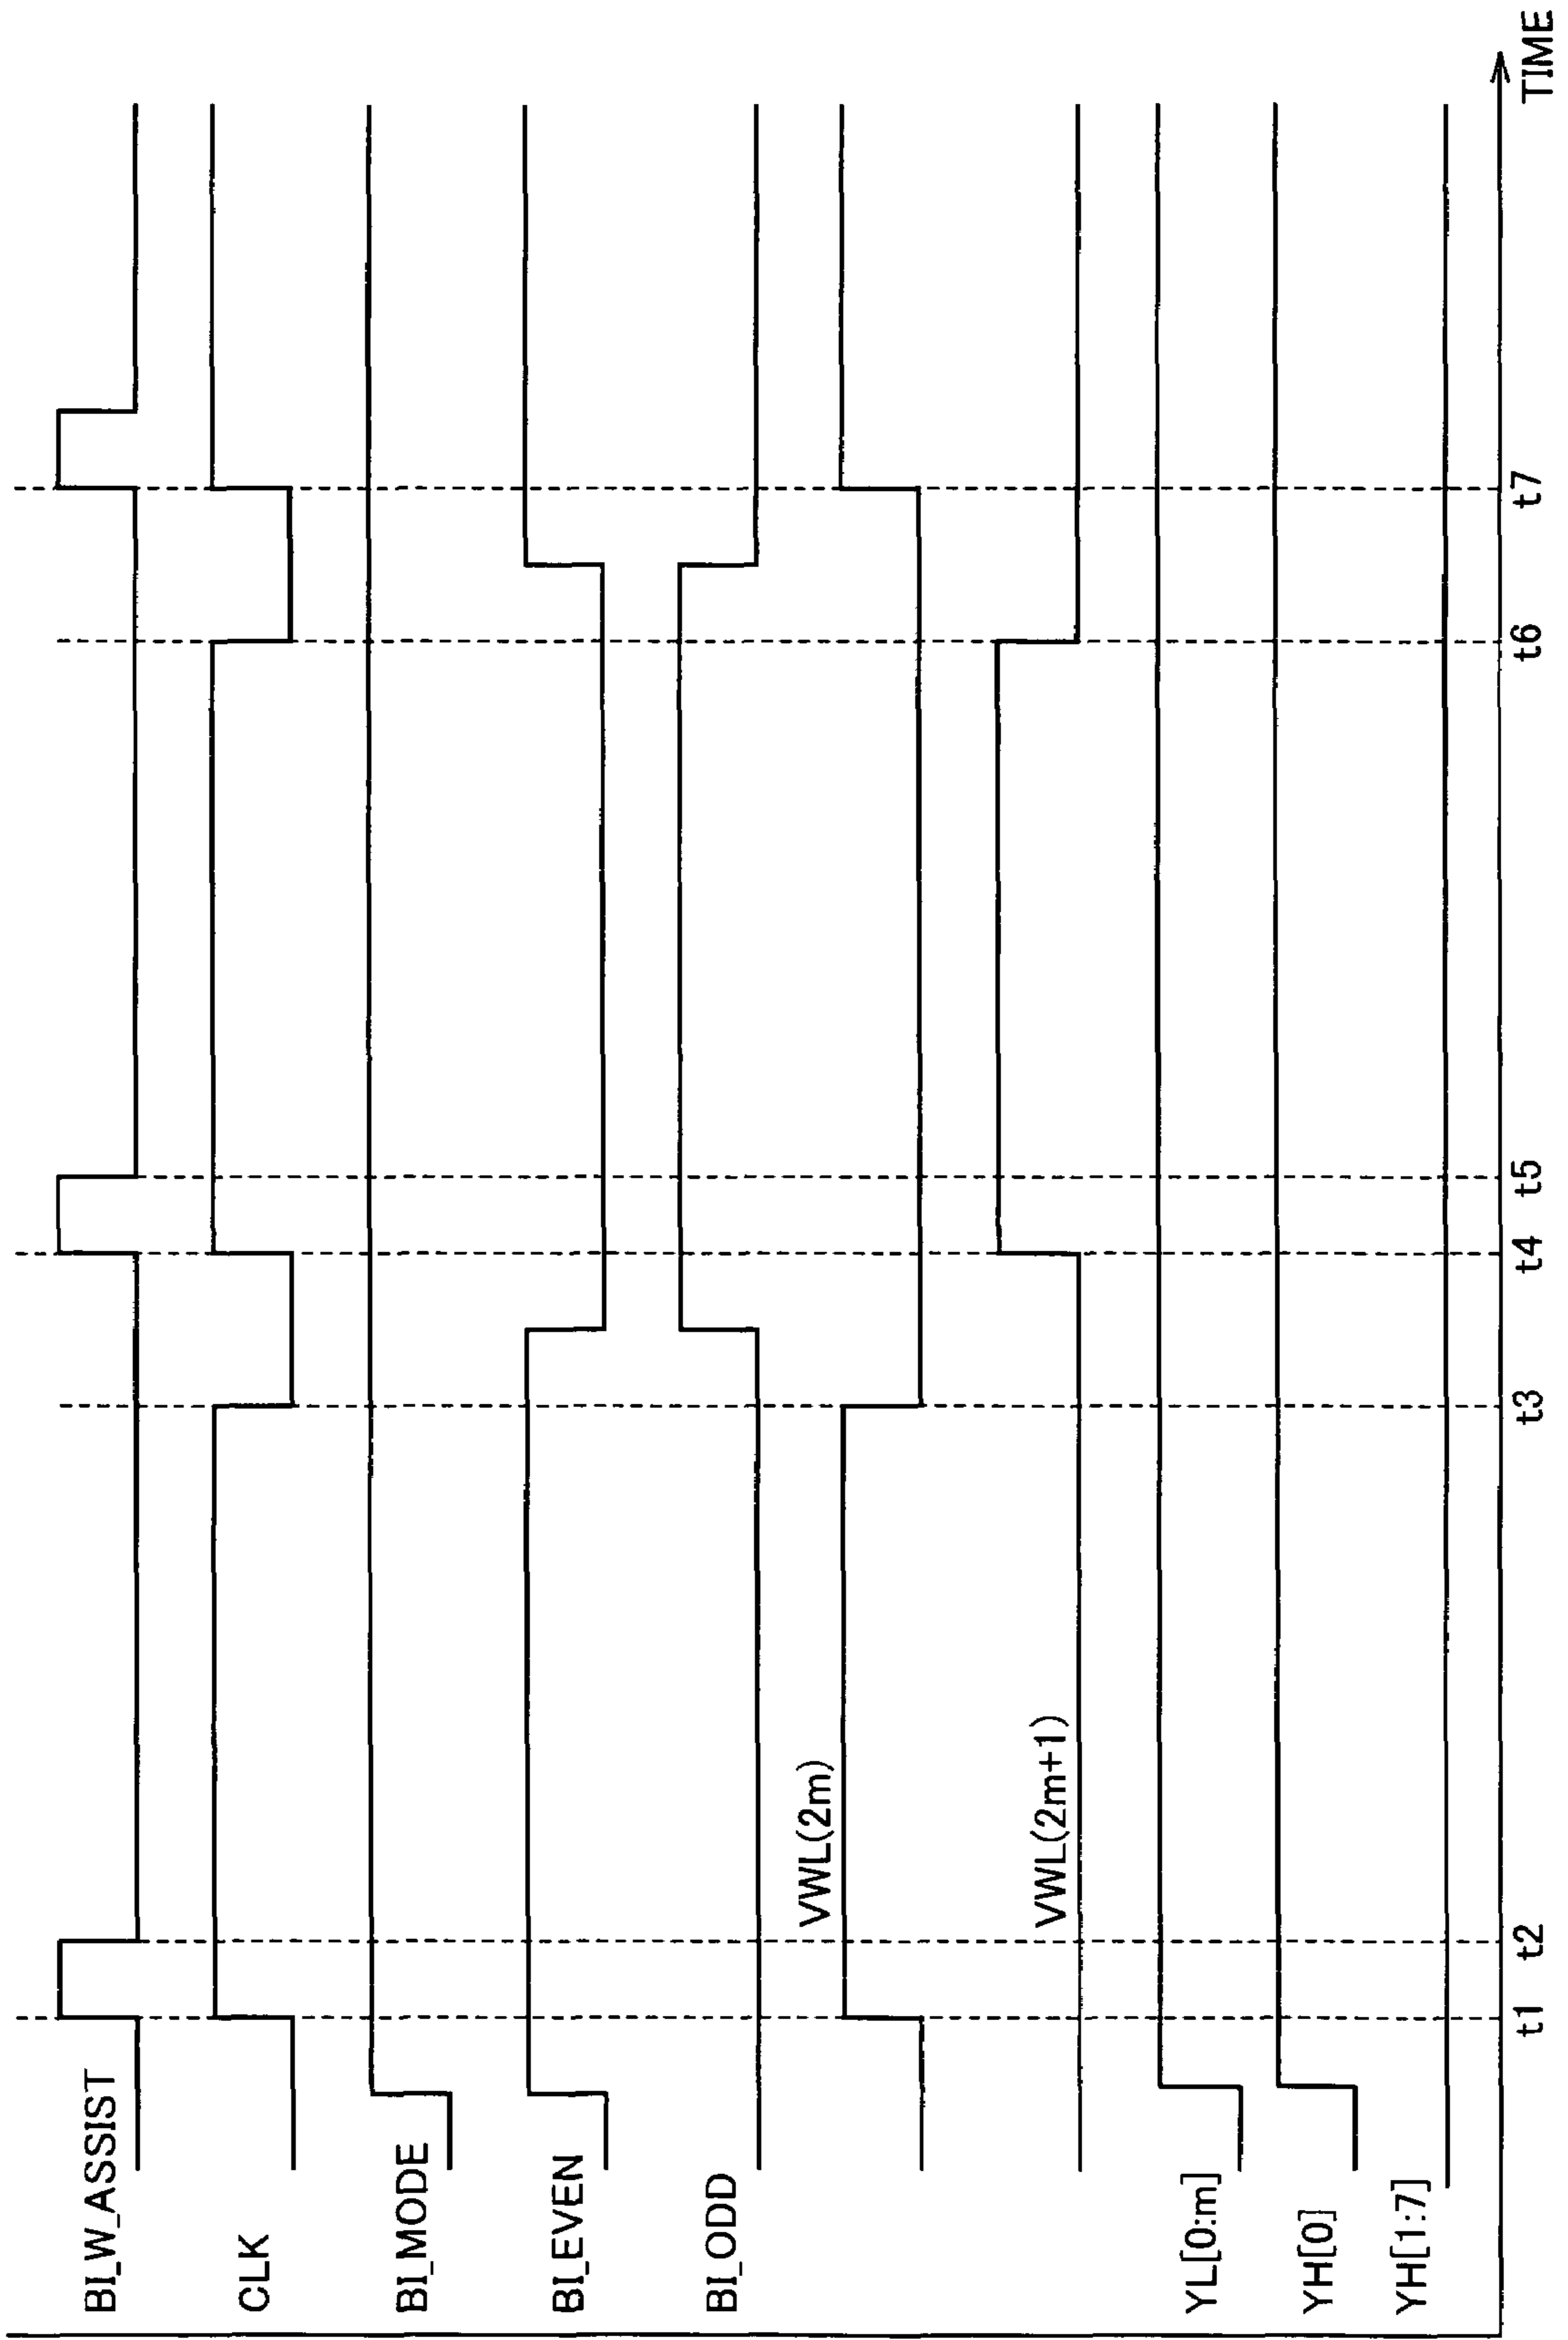 BI_W_ASSIST
CLK
BI_MODE
BI_EVEN
BI_ODD
VWL(2m)
VWL(2m+1)
YL[0:m]
YH[0]
YH[1:7]
t1 t2 t3 t4 t5 t6 t7 TIME